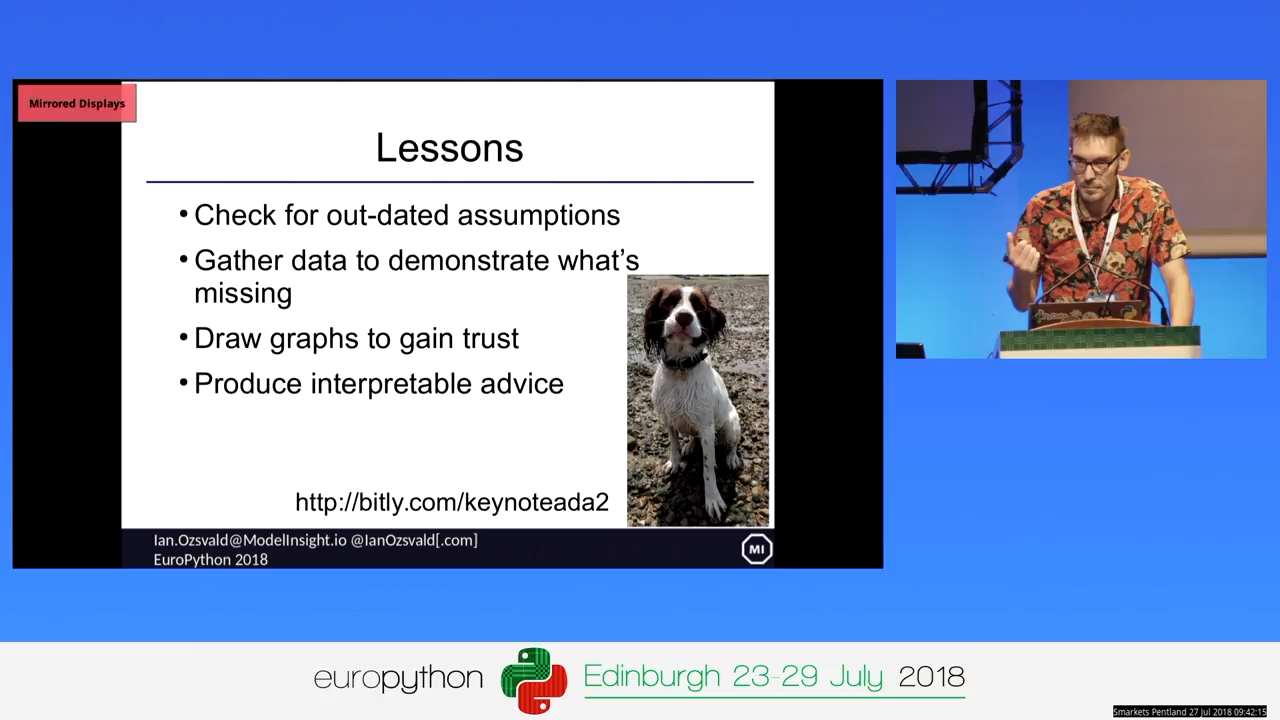 Mirrored Displays
Lessons
• Check for out-dated assumptions
• Gather data to demonstrate what’s
missing
• Draw graphs to gain trust
• Produce interpretable advice
http://bitly.com/keynoteada2
Ian.Ozsvald@ModelInsight.io @IanOzsvald[.com]
EuroPython 2018
MI
europython
Edinburgh 23-29 July 2018
Smarkets Pentland 27 Jul 2018 09:42:15